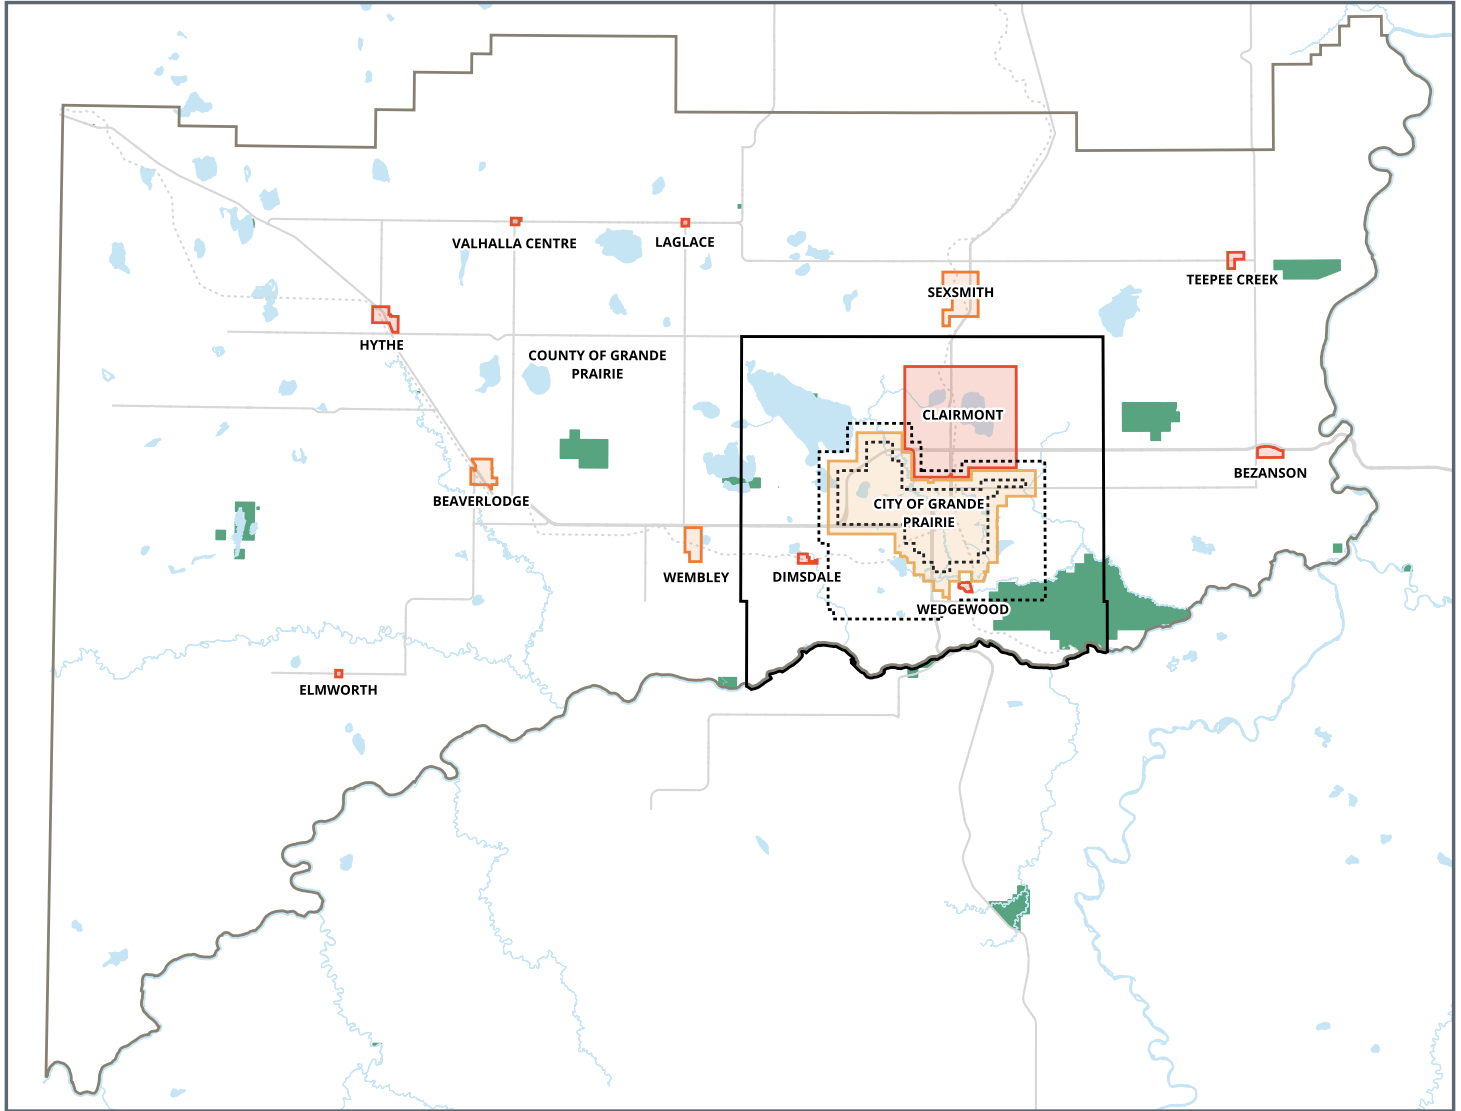 VALHALLA CENTRE
LAGLACE
TEEPEE CREEK
SEXSMITH
HYTHE
COUNTY OF GRANDE
PRAIRIE
CLAIRMONT
BEZANSON
BEAVERLODGE
CITY OF GRANDE
PRAIRIE
WEMBLEY
DIMSDALE
WEDGEWOOD
ELMWORTH